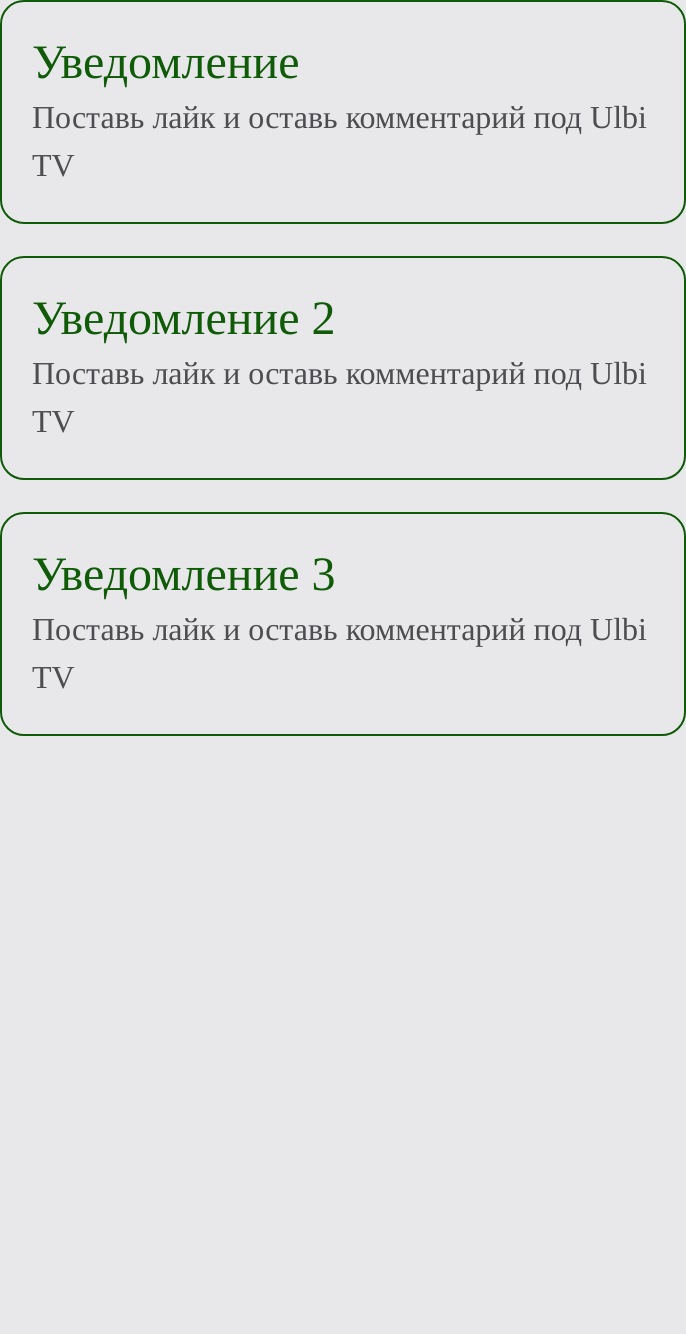 Уведомление
Поставь лайк и оставь комментарий под Ulbi
TV
Уведомление 2
Поставь лайк и оставь комментарий под Ulbi
TV
Уведомление 3
Поставь лайк и оставь комментарий под Ulbi
TV